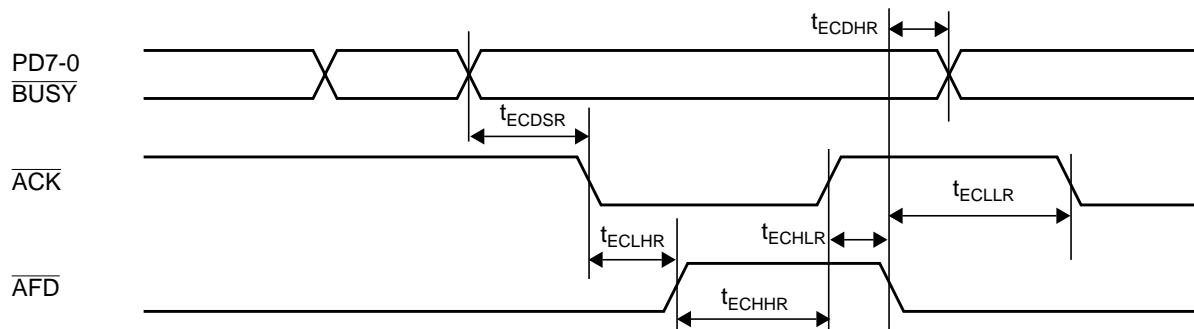 tECDHR
PD7-0
BUSY
tECDSR
ACK
tECLLR
tECLHR
tECHLR
AFD
tECHHR